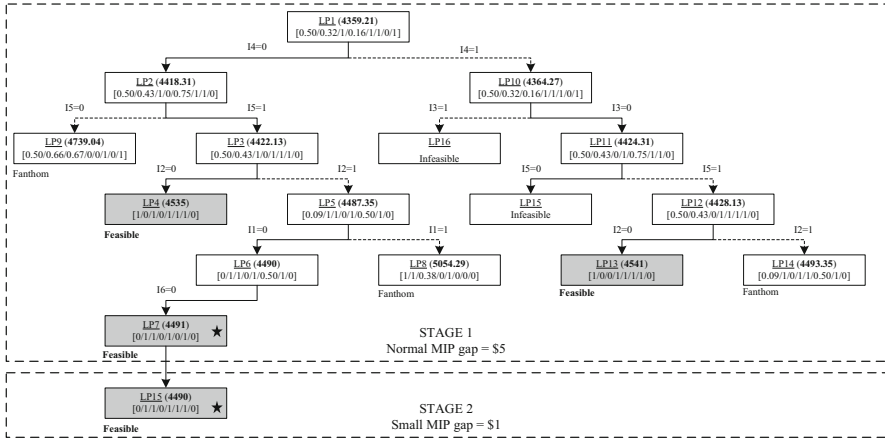 LP1 (4359.21)
[0.50/0.32/1/0.16/1/1/0/1]
I4=0
I4=1
LP2 (4418.31)
[0.50/0.43/1/0/0.75/1/1/0]
LP10 (4364.27)
[0.50/0.32/0.16/1/1/1/0/1]
I5=0
I5=1
I3=1
I3=0
LP9 (4739.04)
[0.50/0.66/0.67/0/0/1/0/1]
Fanthom
LP3 (4422.13)
[0.50/0.43/1/0/1/1/1/0]
LP16
Infeasible
LP11 (4424.31)
[0.50/0.43/0/1/0.75/1/1/0]
I2=0
I2=1
I5=0
I5=1
LP4 (4535)
[1/0/1/0/1/1/1/0]
Feasible
LP5 (4487.35)
[0.09/1/1/0/1/0.50/1/0]
LP15
Infeasible
LP12 (4428.13)
[0.50/0.43/0/1/1/1/1/0]
I1=0
I1=1
I2=0
I2=1
LP6 (4490)
[0/1/1/0/1/0.50/1/0]
LP8 (5054.29)
[1/1/0.38/0/1/0/0/0]
Fanthom
LP13 (4541)
[1/0/0/1/1/1/1/0]
Feasible
LP14 (4493.35)
[0.09/1/0/1/1/0.50/1/0]
Fanthom
I6=0
LP7 (4491)
[0/1/1/0/1/0/1/0]
Feasible
STAGE 1
Normal MIP gap = $5
LP15 (4490)
[0/1/1/0/1/1/1/0]
Feasible
STAGE 2
Small MIP gap = $1